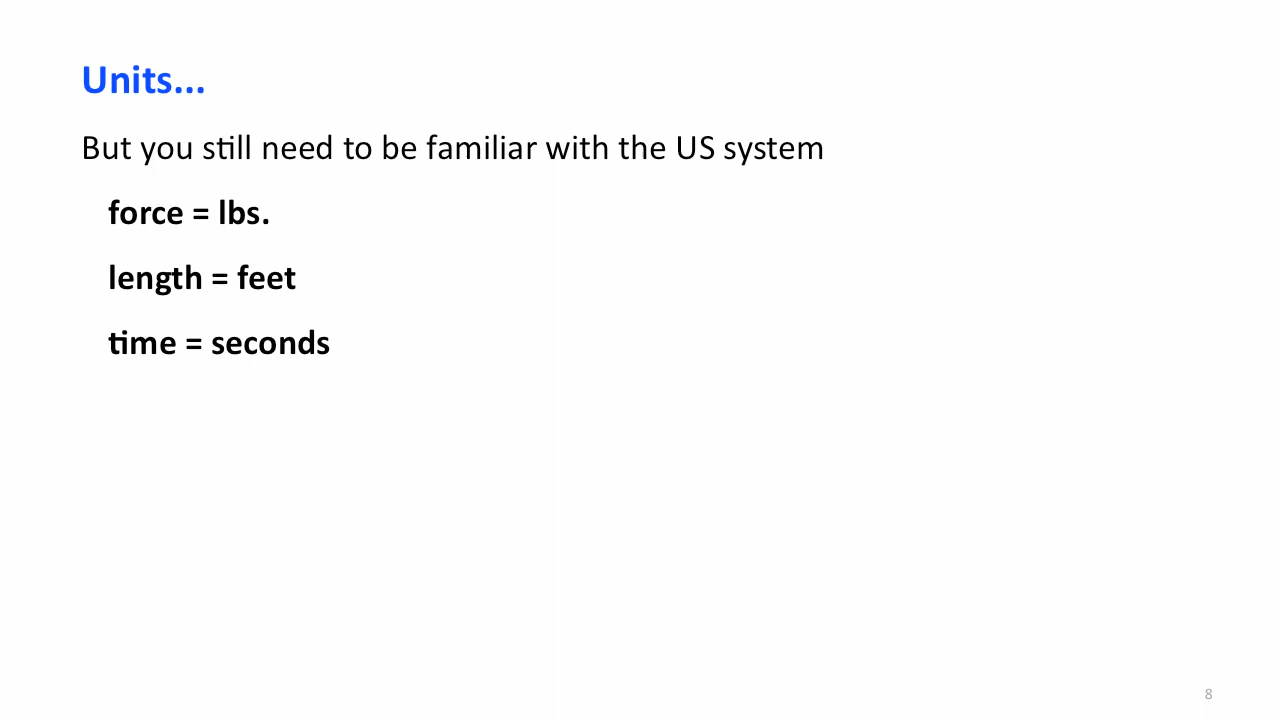 Units...
But you still need to be familiar with the US system
force = lbs.
length = feet
time = seconds
8